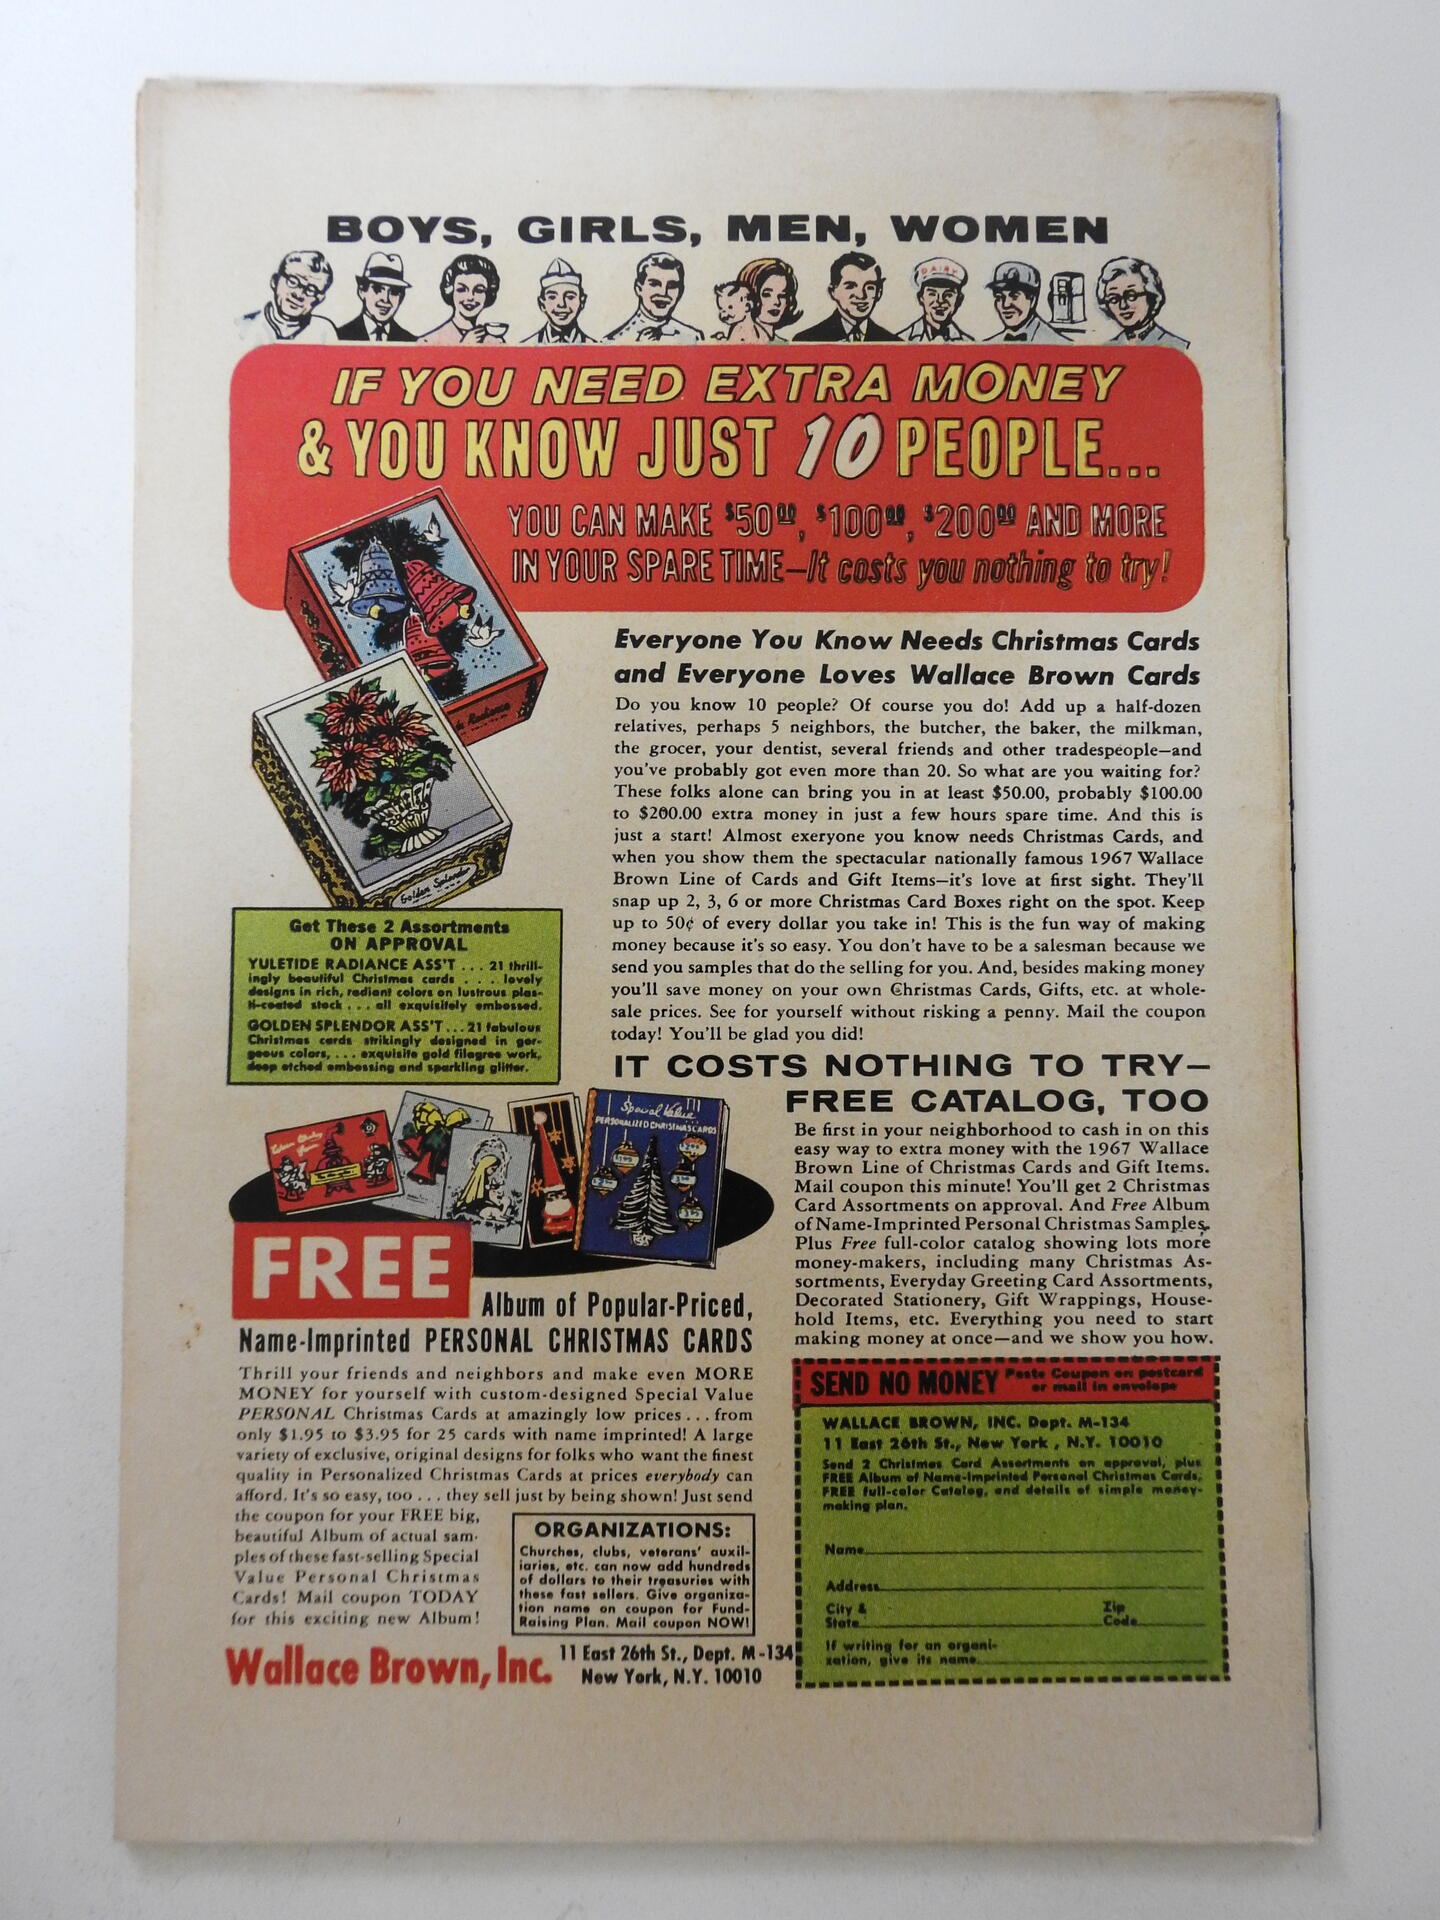 BOYS, GIRLS, MEN, WOMEN
DAIRY
IF YOU NEED EXTRA MONEY
& YOU KNOW JUST 10 PEOPLE...
YOU CAN MAKE $50⁰⁰, $100⁰⁰, $200⁰⁰ AND MORE
IN YOUR SPARE TIME—It costs you nothing to try!
Radiance
Golden Splendor
Everyone You Know Needs Christmas Cards
and Everyone Loves Wallace Brown Cards
Do you know 10 people? Of course you do! Add up a half-dozen
relatives, perhaps 5 neighbors, the butcher, the baker, the milkman,
the grocer, your dentist, several friends and other tradespeople—and
you've probably got even more than 20. So what are you waiting for?
These folks alone can bring you in at least $50.00, probably $100.00
to $200.00 extra money in just a few hours spare time. And this is
just a start! Almost exeryone you know needs Christmas Cards, and
when you show them the spectacular nationally famous 1967 Wallace
Brown Line of Cards and Gift Items—it's love at first sight. They'll
snap up 2, 3, 6 or more Christmas Card Boxes right on the spot. Keep
up to 50¢ of every dollar you take in! This is the fun way of making
money because it's so easy. You don't have to be a salesman because we
send you samples that do the selling for you. And, besides making money
you'll save money on your own Christmas Cards, Gifts, etc. at whole-
sale prices. See for yourself without risking a penny. Mail the coupon
today! You'll be glad you did!
Get These 2 Assortments
ON APPROVAL
YULETIDE RADIANCE ASS'T ... 21 thrill-
ingly beautiful Christmas cards .... lovely
designs in rich, radiant colors on lustrous plas-
ti-coated stock ... all exquisitely embossed.
GOLDEN SPLENDOR ASS'T ... 21 fabulous
Christmas cards strikingly designed in gor-
geous colors, ... exquisite gold filagree work,
deep etched embossing and sparkling glitter.
IT COSTS NOTHING TO TRY—
FREE CATALOG, TOO
Be first in your neighborhood to cash in on this
easy way to extra money with the 1967 Wallace
Brown Line of Christmas Cards and Gift Items.
Mail coupon this minute! You'll get 2 Christmas
Card Assortments on approval. And Free Album
of Name-Imprinted Personal Christmas Samples.
Plus Free full-color catalog showing lots more
money-makers, including many Christmas As-
sortments, Everyday Greeting Card Assortments,
Decorated Stationery, Gift Wrappings, House-
hold Items, etc. Everything you need to start
making money at once—and we show you how.
Special Value
PERSONALIZED CHRISTMAS CARDS
FREE
Album of Popular-Priced,
Name-Imprinted PERSONAL CHRISTMAS CARDS
Thrill your friends and neighbors and make even MORE
MONEY for yourself with custom-designed Special Value
PERSONAL Christmas Cards at amazingly low prices ... from
only $1.95 to $3.95 for 25 cards with name imprinted! A large
variety of exclusive, original designs for folks who want the finest
quality in Personalized Christmas Cards at prices everybody can
afford. It's so easy, too ... they sell just by being shown! Just send
the coupon for your FREE big,
beautiful Album of actual sam-
ples of these fast-selling Special
Value Personal Christmas
Cards! Mail coupon TODAY
for this exciting new Album!
ORGANIZATIONS:
Churches, clubs, veterans' auxil-
iaries, etc. can now add hundreds
of dollars to their treasuries with
these fast sellers. Give organiza-
tion name on coupon for Fund-
Raising Plan. Mail coupon NOW!
Wallace Brown, Inc.
11 East 26th St., Dept. M-134
New York, N.Y. 10010
SEND NO MONEY Paste Coupon on postcard
or mail in envelope
WALLACE BROWN, INC. Dept. M-134
11 East 26th St., New York, N.Y. 10010
Send 2 Christmas Card Assortments on approval, plus
FREE Album of Name-Imprinted Personal Christmas Cards,
FREE full-color Catalog, and details of simple money-
making plan.
Name
Address
City &
State
Zip
Code
If writing for an organi-
zation, give its name